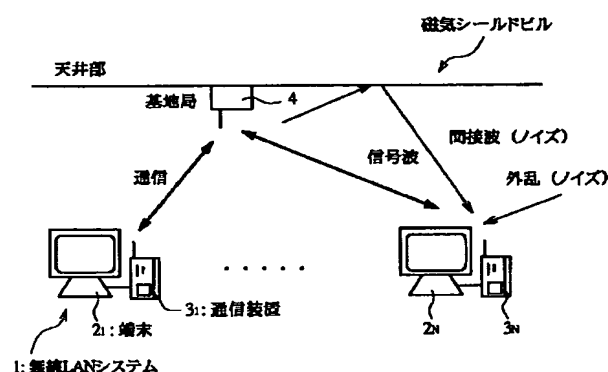 磁気シールドビル
天井部
基地局
4
通信
信号波
間接波（ノイズ）
外乱（ノイズ）
・・・・・
2₁：端末
3₁：通信装置
2N
3N
1：無線LANシステム